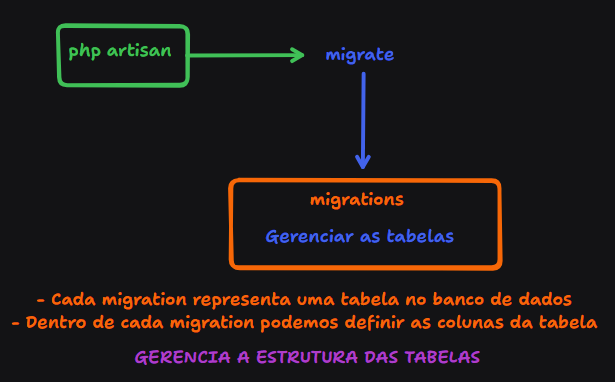 php artisan
migrate
migrations
Gerenciar as tabelas
- Cada migration representa uma tabela no banco de dados
- Dentro de cada migration podemos definir as colunas da tabela
GERENCIA A ESTRUTURA DAS TABELAS